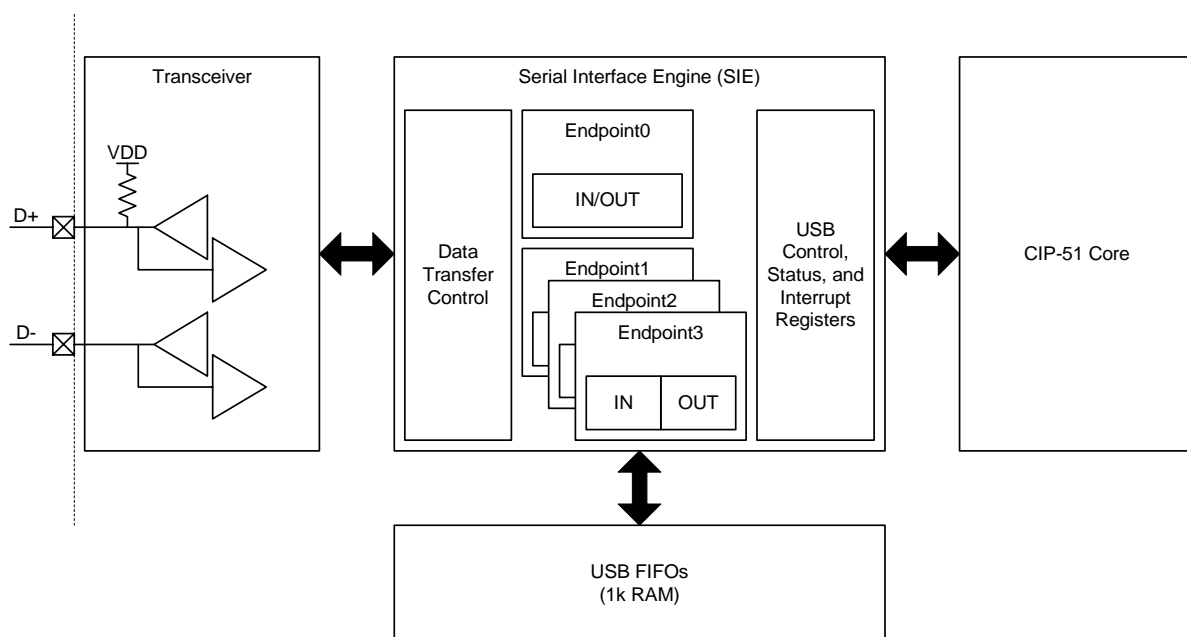 Transceiver
VDD
D+
D-
Serial Interface Engine (SIE)
Data
Transfer
Control
Endpoint0
IN/OUT
Endpoint1
Endpoint2
Endpoint3
IN
OUT
USB
Control,
Status, and
Interrupt
Registers
CIP-51 Core
USB FIFOs
(1k RAM)